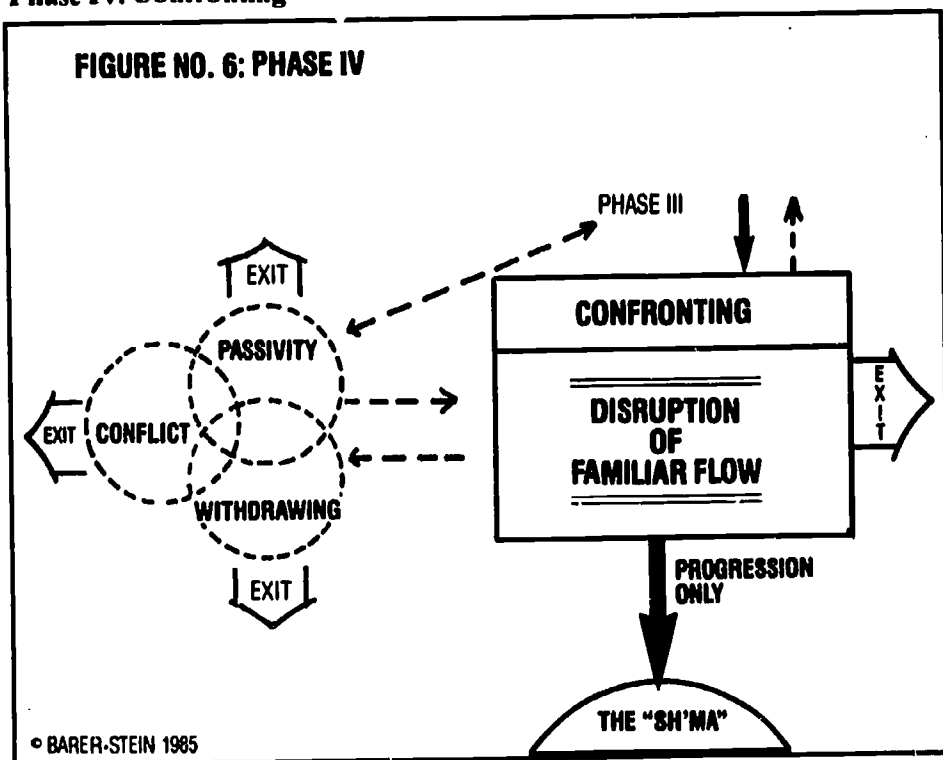 Phase IV: Confronting
FIGURE NO. 6: PHASE IV
PHASE III
EXIT
PASSIVITY
CONFLICT
EXIT
WITHDRAWING
EXIT
CONFRONTING
DISRUPTION
OF
FAMILIAR FLOW
EXIT
PROGRESSION
ONLY
THE "SH'MA"
© BARER-STEIN 1985